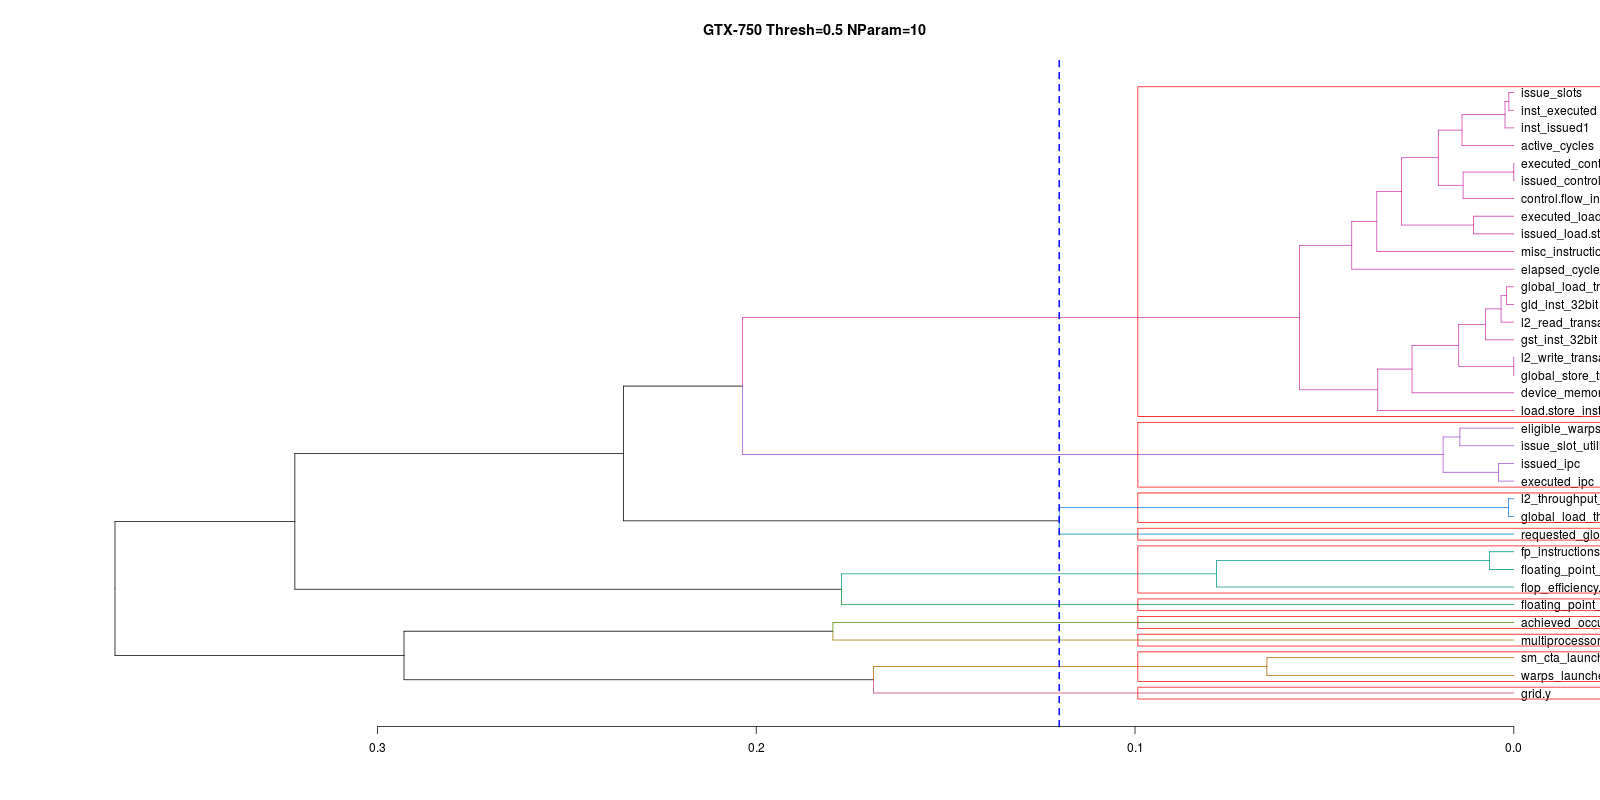 GTX-750 Thresh=0.5 NParam=10
issue_slots
inst_executed
inst_issued1
active_cycles
executed_cont
issued_control
control.flow_in
executed_load
issued_load.st
misc_instructio
elapsed_cycle
global_load_tr
gld_inst_32bit
l2_read_transa
gst_inst_32bit
l2_write_transa
global_store_t
device_memor
load.store_inst
eligible_warps
issue_slot_util
issued_ipc
executed_ipc
l2_throughput_
global_load_th
requested_glo
fp_instructions
floating_point_
flop_efficiency.
floating_point_
achieved_occu
multiprocessor
sm_cta_launch
warps_launche
grid.y
0.3 0.2 0.1 0.0